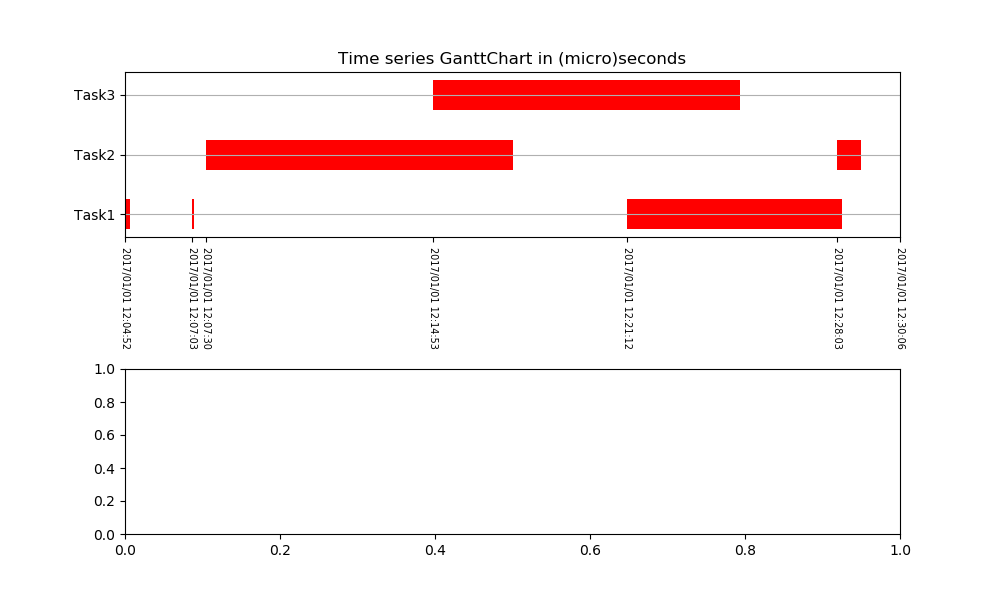 Time series GanttChart in (micro)seconds
Task3
Task2
Task1
2017/01/01 12:04:52
2017/01/01 12:07:03
2017/01/01 12:07:30
2017/01/01 12:14:53
2017/01/01 12:21:12
2017/01/01 12:28:03
2017/01/01 12:30:06
1.0
0.8
0.6
0.4
0.2
0.0
0.0 0.2 0.4 0.6 0.8 1.0